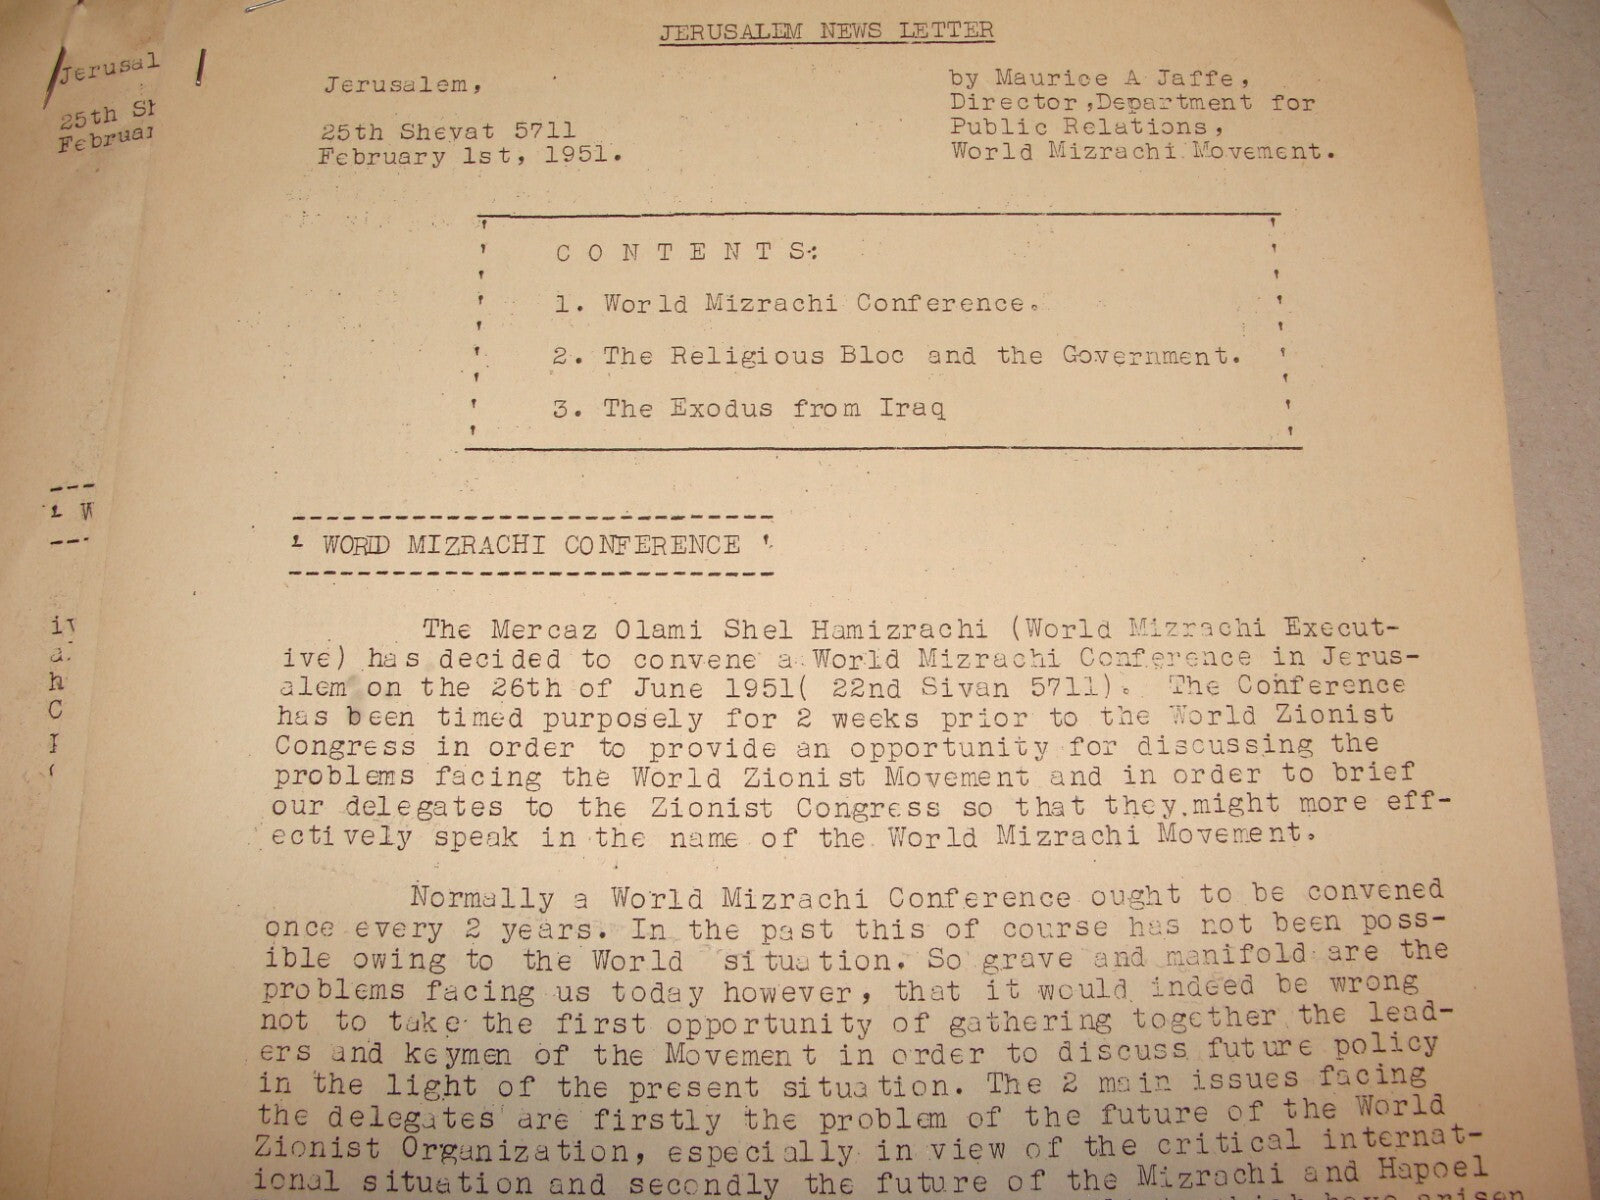 JERUSALEM NEWS LETTER
Jerusal
25th Sh
Februar
Jerusalem,
25th Shevat 5711
February 1st, 1951.
by Maurice A Jaffe,
Director,Department for
Public Relations,
World Mizrachi Movement.
C O N T E N T S:
1. World Mizrachi Conference.
2. The Religious Bloc and the Government.
3. The Exodus from Iraq
WORLD MIZRACHI CONFERENCE
The Mercaz Olami Shel Hamizrachi (World Mizrachi Execut-
ive) has decided to convene a World Mizrachi Conference in Jerus-
alem on the 26th of June 1951( 22nd Sivan 5711). The Conference
has been timed purposely for 2 weeks prior to the World Zionist
Congress in order to provide an opportunity for discussing the
problems facing the World Zionist Movement and in order to brief
our delegates to the Zionist Congress so that they might more eff-
ectively speak in the name of the World Mizrachi Movement.
Normally a World Mizrachi Conference ought to be convened
once every 2 years. In the past this of course has not been poss-
ible owing to the World situation. So grave and manifold are the
problems facing us today however, that it would indeed be wrong
not to take the first opportunity of gathering together the lead-
ers and keymen of the Movement in order to discuss future policy
in the light of the present situation. The 2 main issues facing
the delegates are firstly the problem of the future of the World
Zionist Organization, especially in view of the critical internat-
ional situation and secondly the future of the Mizrachi and Hapoel
which have arisen